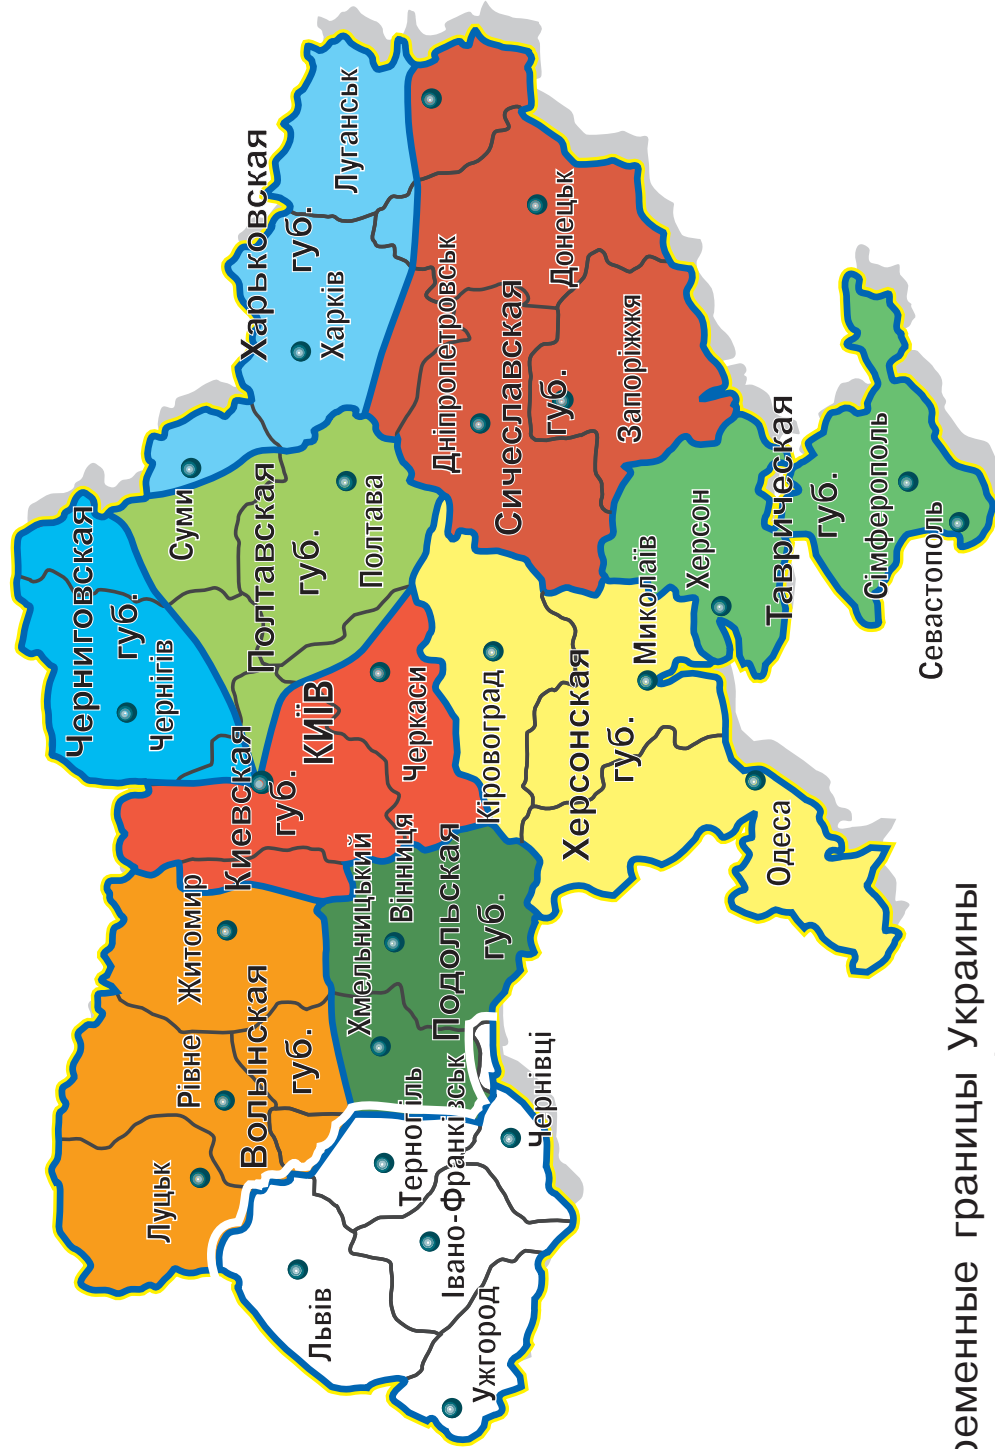 Черниговская
губ.
Чернігів
Харьковская
губ.
Луганськ
Харків
Суми
Полтавская
губ.
Полтава
Киевская
губ.
КИЇВ
Черкаси
Житомир
Волынская
губ.
Рівне
Луцьк
Хмельницький
Вінниця
Подольская
губ.
Дніпропетровськ
Сичеславская
губ.
Донецьк
Запоріжжя
Кіровоград
Херсонская
губ.
Миколаїв
Херсон
Одеса
Таврическая
губ.
Сімферополь
Севастополь
Львів
Терногіль
Івано-Франківськ
Ужгород
Чернівці
ременные границы Украины